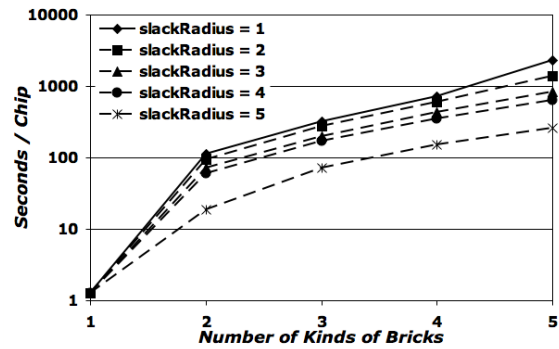 10000
1000
100
10
1
Seconds / Chip
slackRadius = 1
slackRadius = 2
slackRadius = 3
slackRadius = 4
slackRadius = 5
1 2 3 4 5
Number of Kinds of Bricks